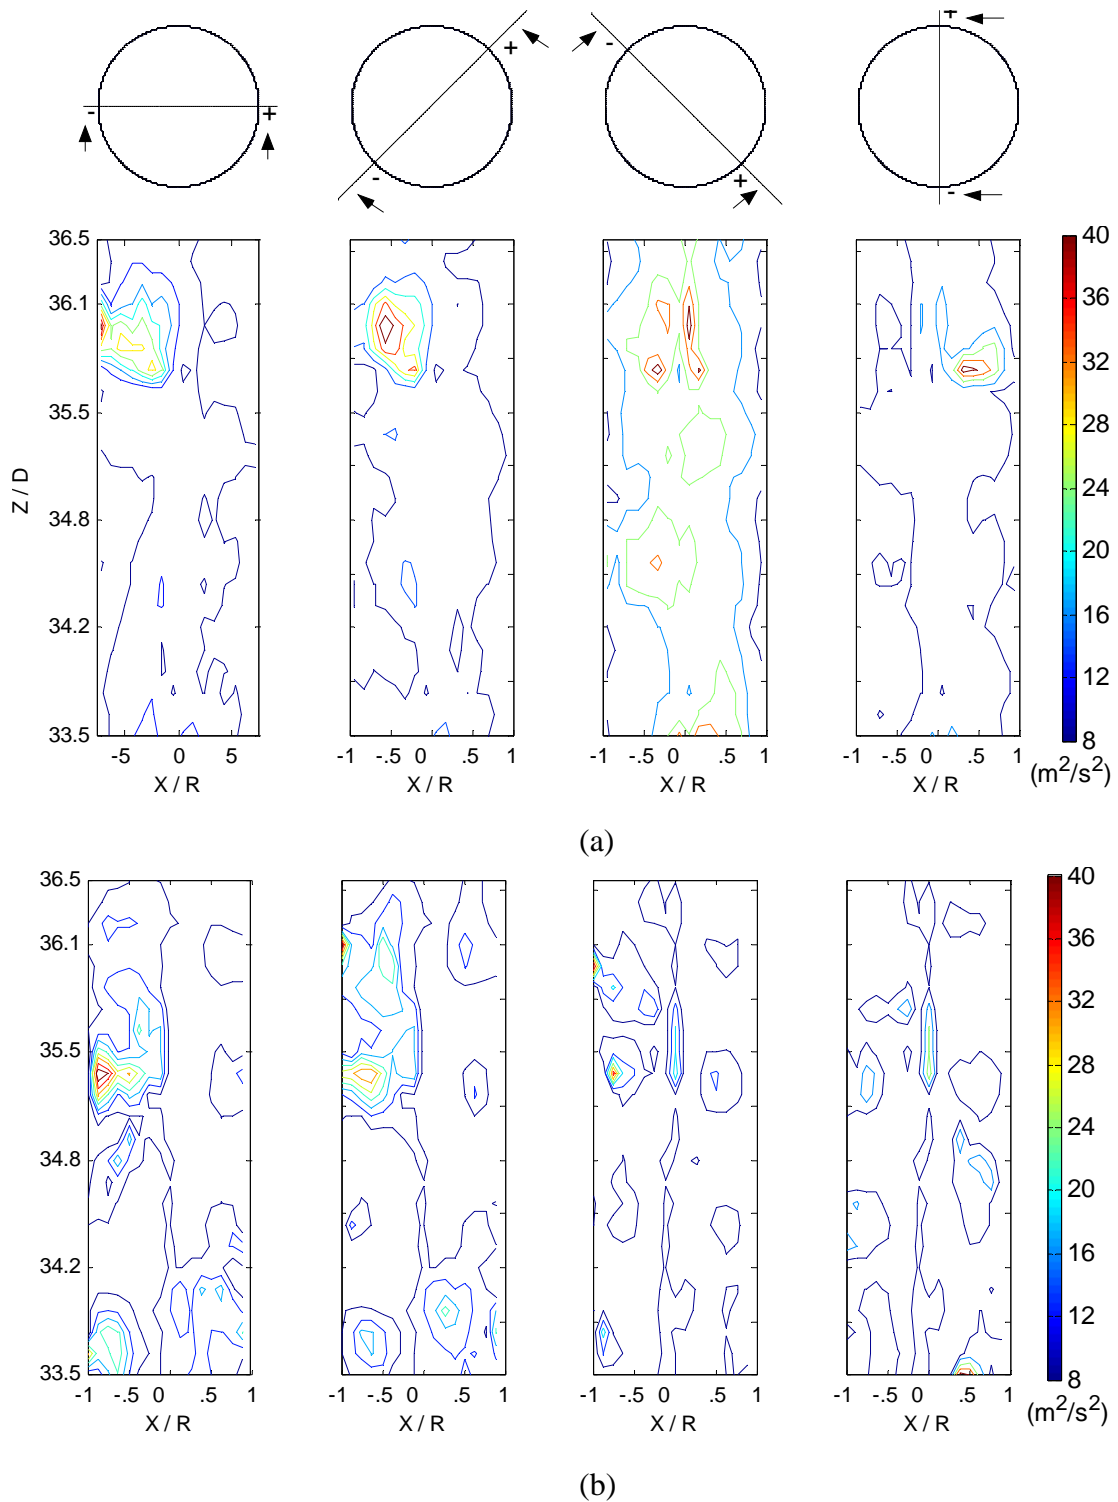 - +
+ -
- +
+ -
36.5
36.1
35.5
34.8
34.2
33.5
Z / D
-5 0 5
X / R
-1 -.5 0 .5 1
X / R
-1 -.5 0 .5 1
X / R
-1 -.5 0 .5 1
X / R
40
36
32
28
24
20
16
12
8
(m²/s²)
(a)
36.5
36.1
35.5
34.8
34.2
33.5
-1 -.5 0 .5 1
X / R
-1 -.5 0 .5 1
X / R
-1 -.5 0 .5 1
X / R
-1 -.5 0 .5 1
X / R
40
36
32
28
24
20
16
12
8
(m²/s²)
(b)